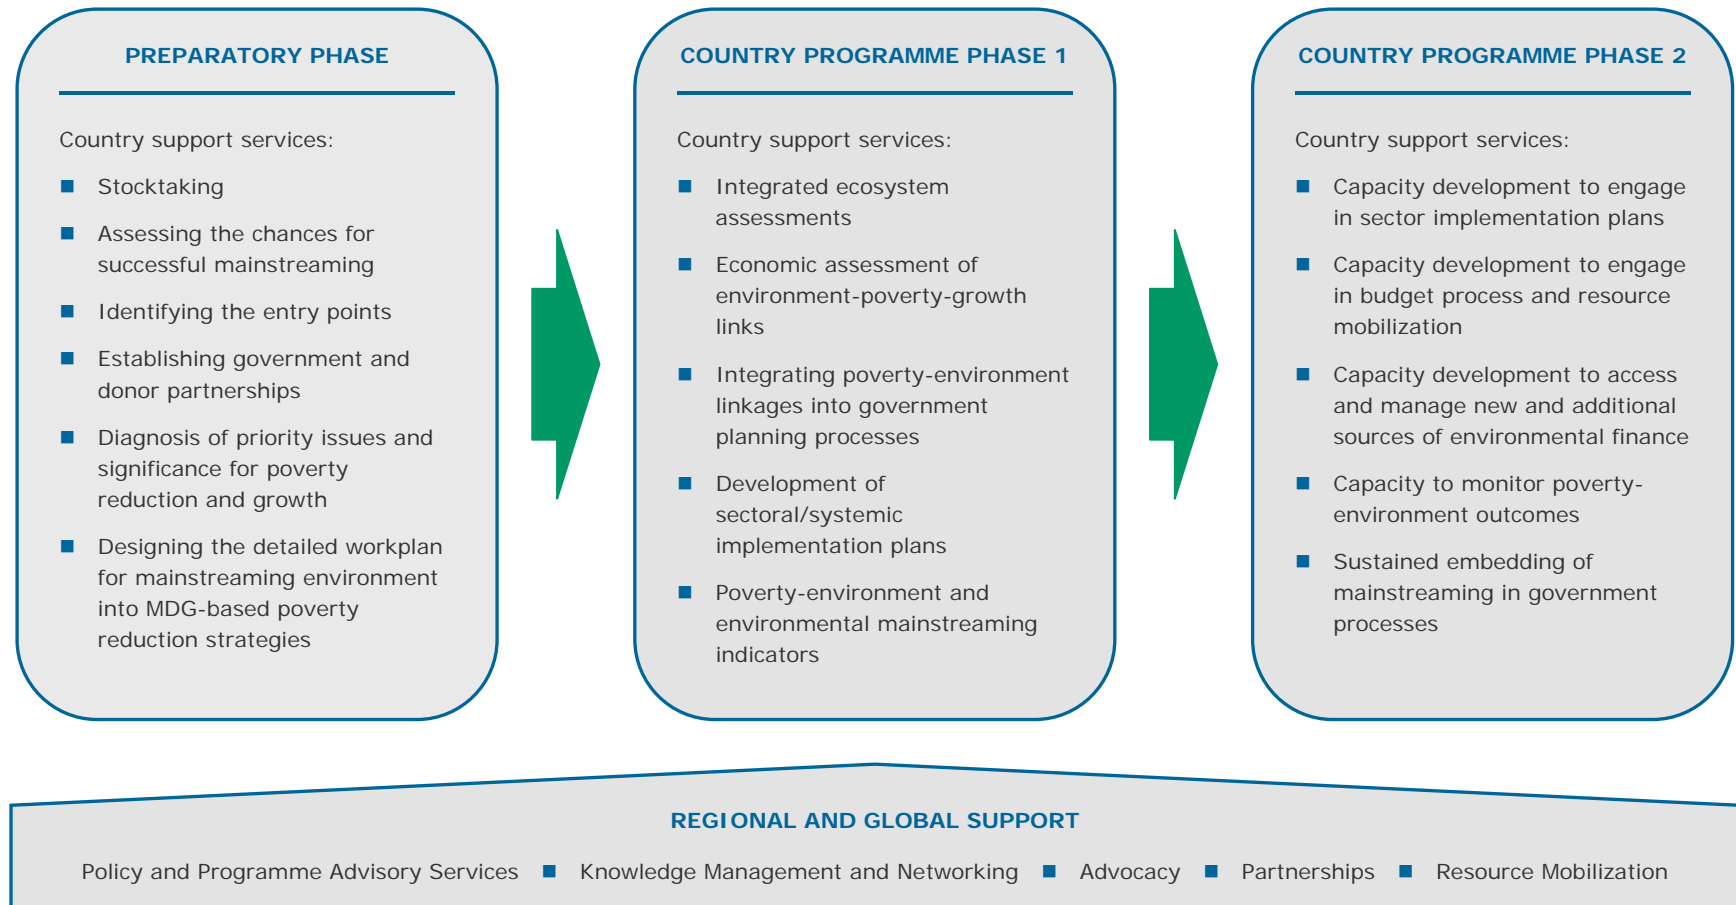 PREPARATORY PHASE
Country support services:
■ Stocktaking
■ Assessing the chances for
successful mainstreaming
■ Identifying the entry points
■ Establishing government and
donor partnerships
■ Diagnosis of priority issues and
significance for poverty
reduction and growth
■ Designing the detailed workplan
for mainstreaming environment
into MDG-based poverty
reduction strategies
COUNTRY PROGRAMME PHASE 1
Country support services:
■ Integrated ecosystem
assessments
■ Economic assessment of
environment-poverty-growth
links
■ Integrating poverty-environment
linkages into government
planning processes
■ Development of
sectoral/systemic
implementation plans
■ Poverty-environment and
environmental mainstreaming
indicators
COUNTRY PROGRAMME PHASE 2
Country support services:
■ Capacity development to engage
in sector implementation plans
■ Capacity development to engage
in budget process and resource
mobilization
■ Capacity development to access
and manage new and additional
sources of environmental finance
■ Capacity to monitor poverty-
environment outcomes
■ Sustained embedding of
mainstreaming in government
processes
REGIONAL AND GLOBAL SUPPORT
Policy and Programme Advisory Services ■ Knowledge Management and Networking ■ Advocacy ■ Partnerships ■ Resource Mobilization